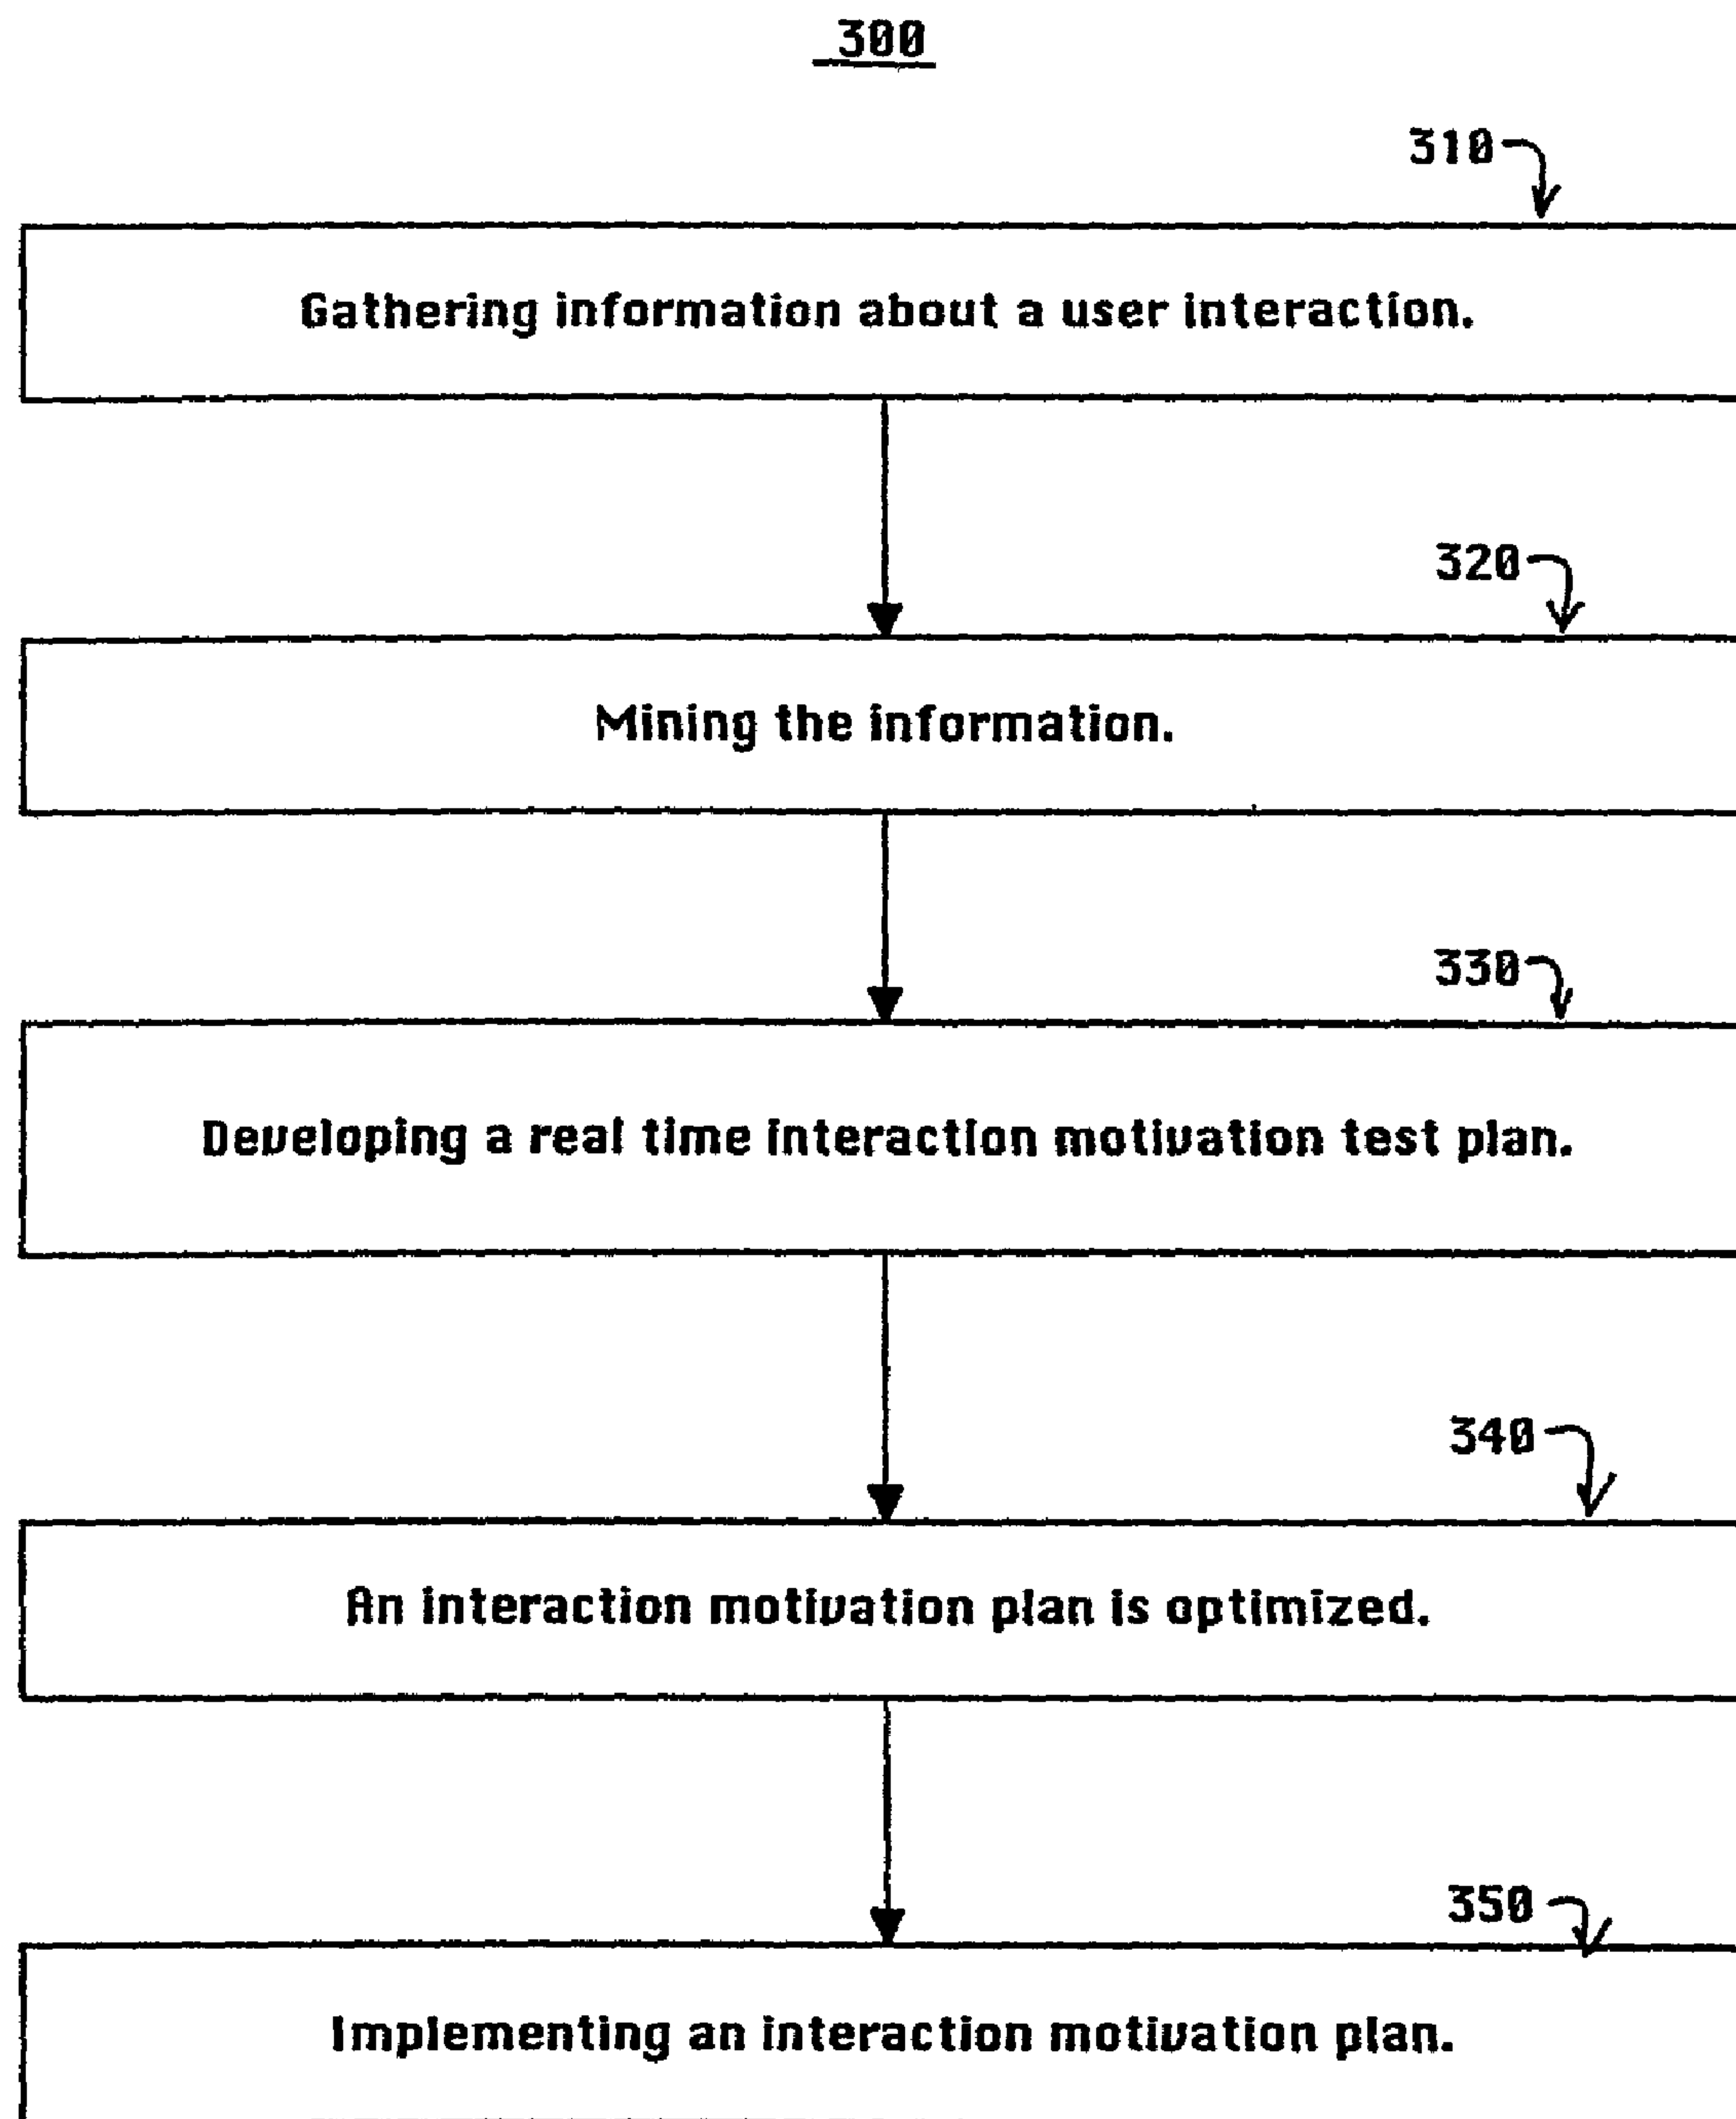 300
310
Gathering information about a user interaction.
320
Mining the information.
330
Developing a real time interaction motivation test plan.
340
An interaction motivation plan is optimized.
350
Implementing an interaction motivation plan.